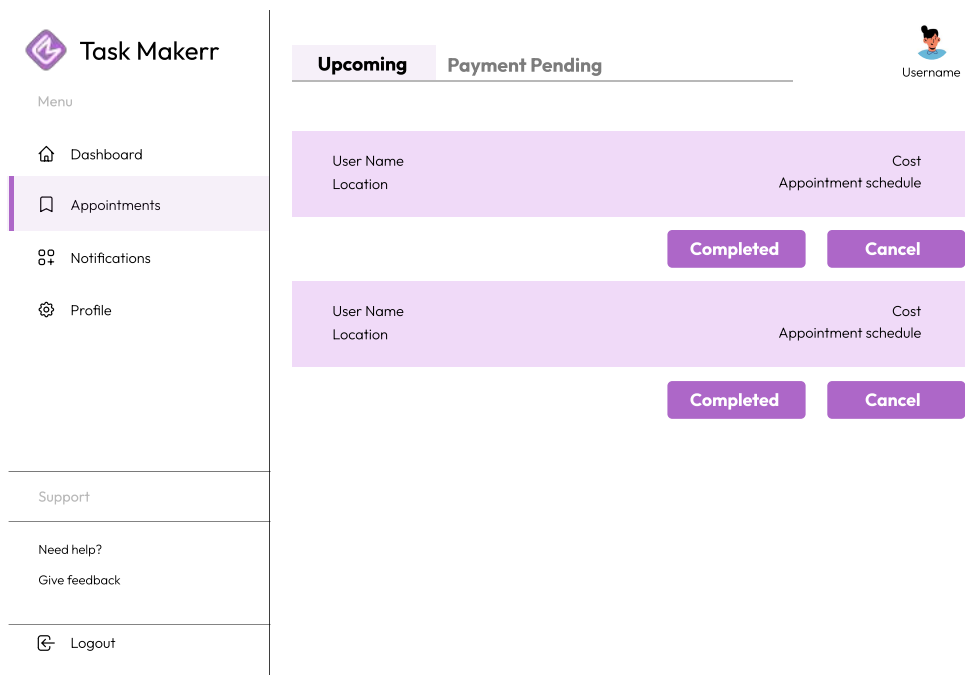 Task Makerr
Menu
Dashboard
Appointments
Notifications
Profile
Support
Need help?
Give feedback
Logout
Upcoming
Payment Pending
Username
User Name
Cost
Location
Appointment schedule
Completed
Cancel
User Name
Cost
Location
Appointment schedule
Completed
Cancel